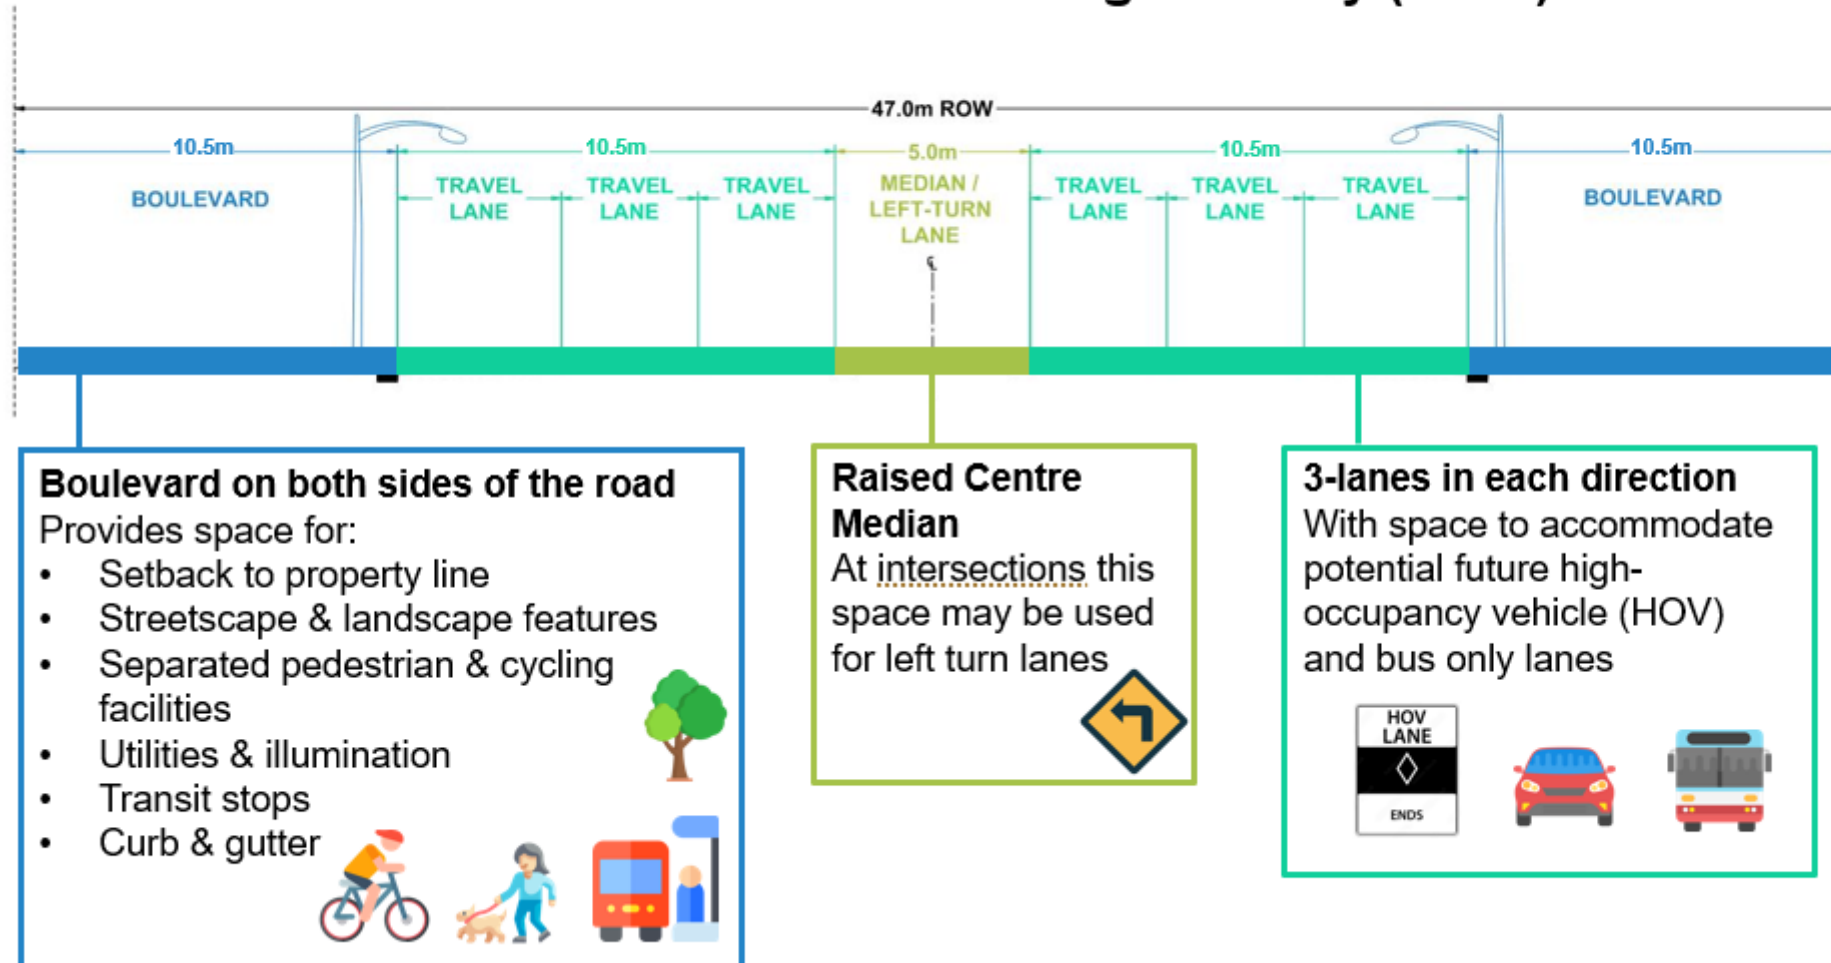 47.0m ROW
10.5m
10.5m
5.0m
10.5m
10.5m
BOULEVARD
TRAVEL
LANE
TRAVEL
LANE
TRAVEL
LANE
MEDIAN /
LEFT-TURN
LANE
TRAVEL
LANE
TRAVEL
LANE
TRAVEL
LANE
BOULEVARD
Boulevard on both sides of the road
Provides space for:
• Setback to property line
• Streetscape & landscape features
• Separated pedestrian & cycling
facilities
• Utilities & illumination
• Transit stops
• Curb & gutter
Raised Centre
Median
At intersections this
space may be used
for left turn lanes
3-lanes in each direction
With space to accommodate
potential future high-
occupancy vehicle (HOV)
and bus only lanes
HOV
LANE
ENDS